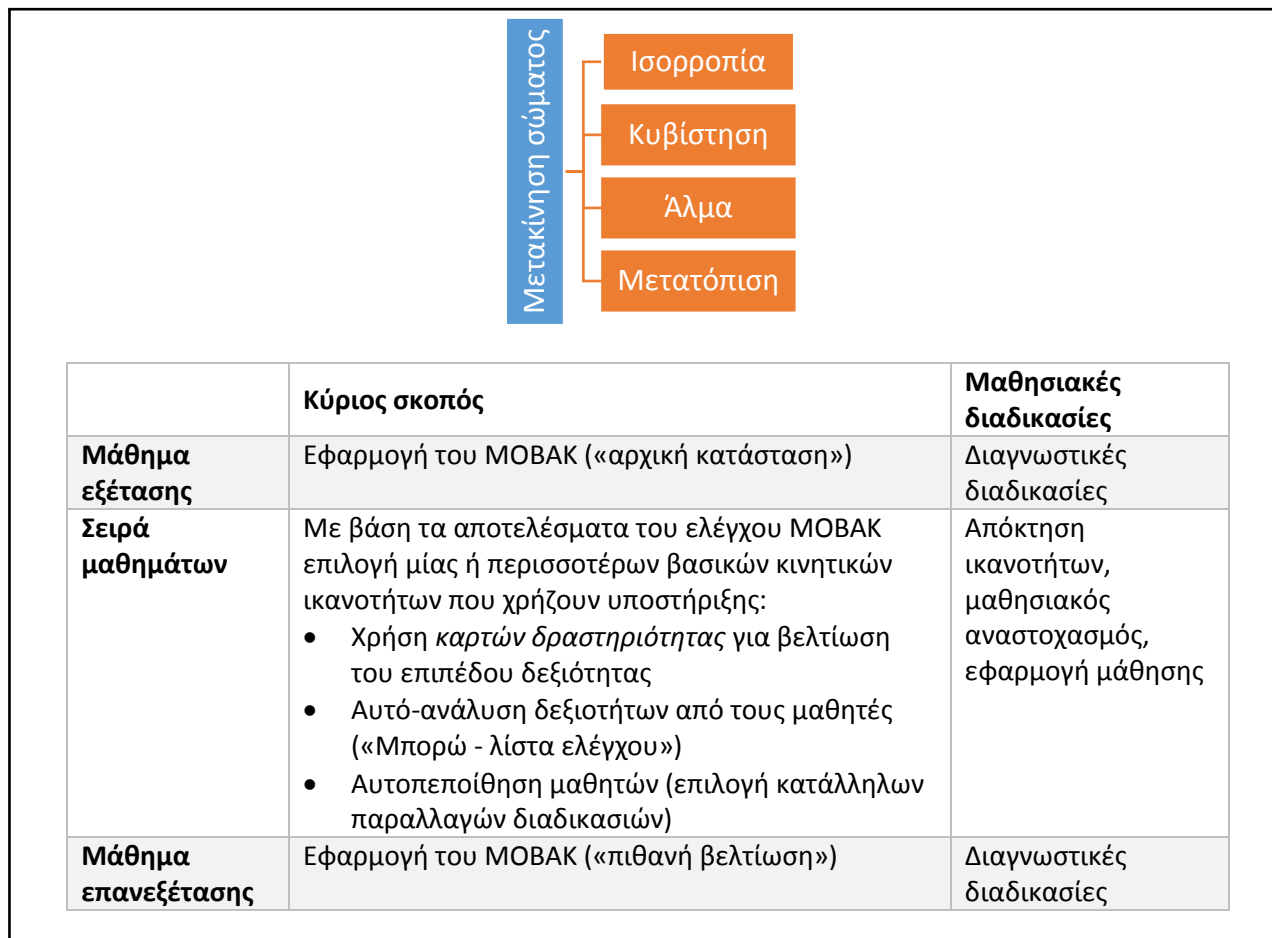 Μετακίνηση σώματος
Ισορροπία
Κυβίστηση
Άλμα
Μετατόπιση
Κύριος σκοπός
Μαθησιακές
διαδικασίες
Μάθημα
εξέτασης
Εφαρμογή του ΜΟΒΑΚ («αρχική κατάσταση»)
Διαγνωστικές
διαδικασίες
Σειρά
μαθημάτων
Με βάση τα αποτελέσματα του ελέγχου ΜΟΒΑΚ
επιλογή μίας ή περισσοτέρων βασικών κινητικών
ικανοτήτων που χρήζουν υποστήριξης:
• Χρήση καρτών δραστηριότητας για βελτίωση
του επιπέδου δεξιότητας
• Αυτό-ανάλυση δεξιοτήτων από τους μαθητές
(«Μπορώ - λίστα ελέγχου»)
• Αυτοπεποίθηση μαθητών (επιλογή κατάλληλων
παραλλαγών διαδικασιών)
Απόκτηση
ικανοτήτων,
μαθησιακός
αναστοχασμός,
εφαρμογή μάθησης
Μάθημα
επανεξέτασης
Εφαρμογή του ΜΟΒΑΚ («πιθανή βελτίωση»)
Διαγνωστικές
διαδικασίες